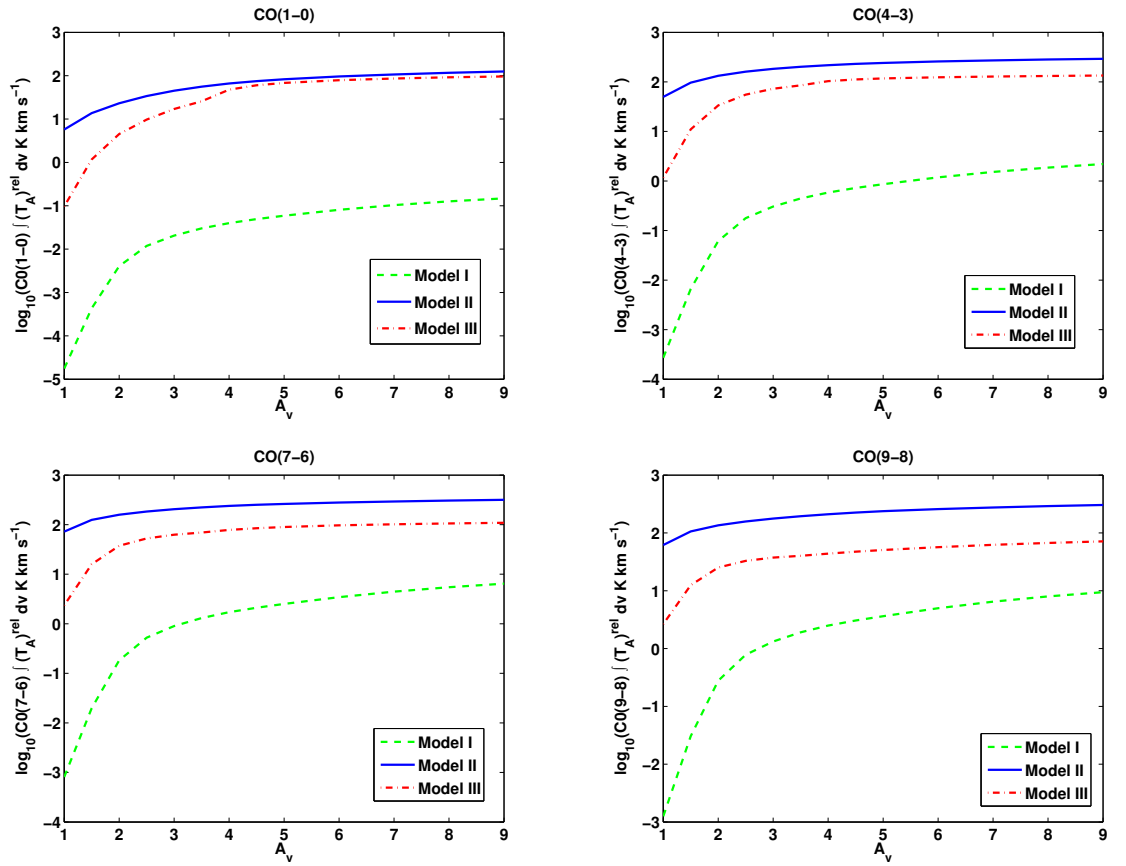 CO(1−0)
log10(C0(1−0) ∫ (TA)rel dv K km s−1)
3
2
1
0
−1
−2
−3
−4
−5
Model I
Model II
Model III
1 2 3 4 5 6 7 8 9
Av
CO(4−3)
log10(C0(4−3) ∫ (TA)rel dv K km s−1)
3
2
1
0
−1
−2
−3
−4
Model I
Model II
Model III
1 2 3 4 5 6 7 8 9
Av
CO(7−6)
log10(C0(7−6) ∫ (TA)rel dv K km s−1)
3
2
1
0
−1
−2
−3
−4
Model I
Model II
Model III
1 2 3 4 5 6 7 8 9
Av
CO(9−8)
log10(C0(9−8) ∫ (TA)rel dv K km s−1)
3
2
1
0
−1
−2
−3
Model I
Model II
Model III
1 2 3 4 5 6 7 8 9
Av